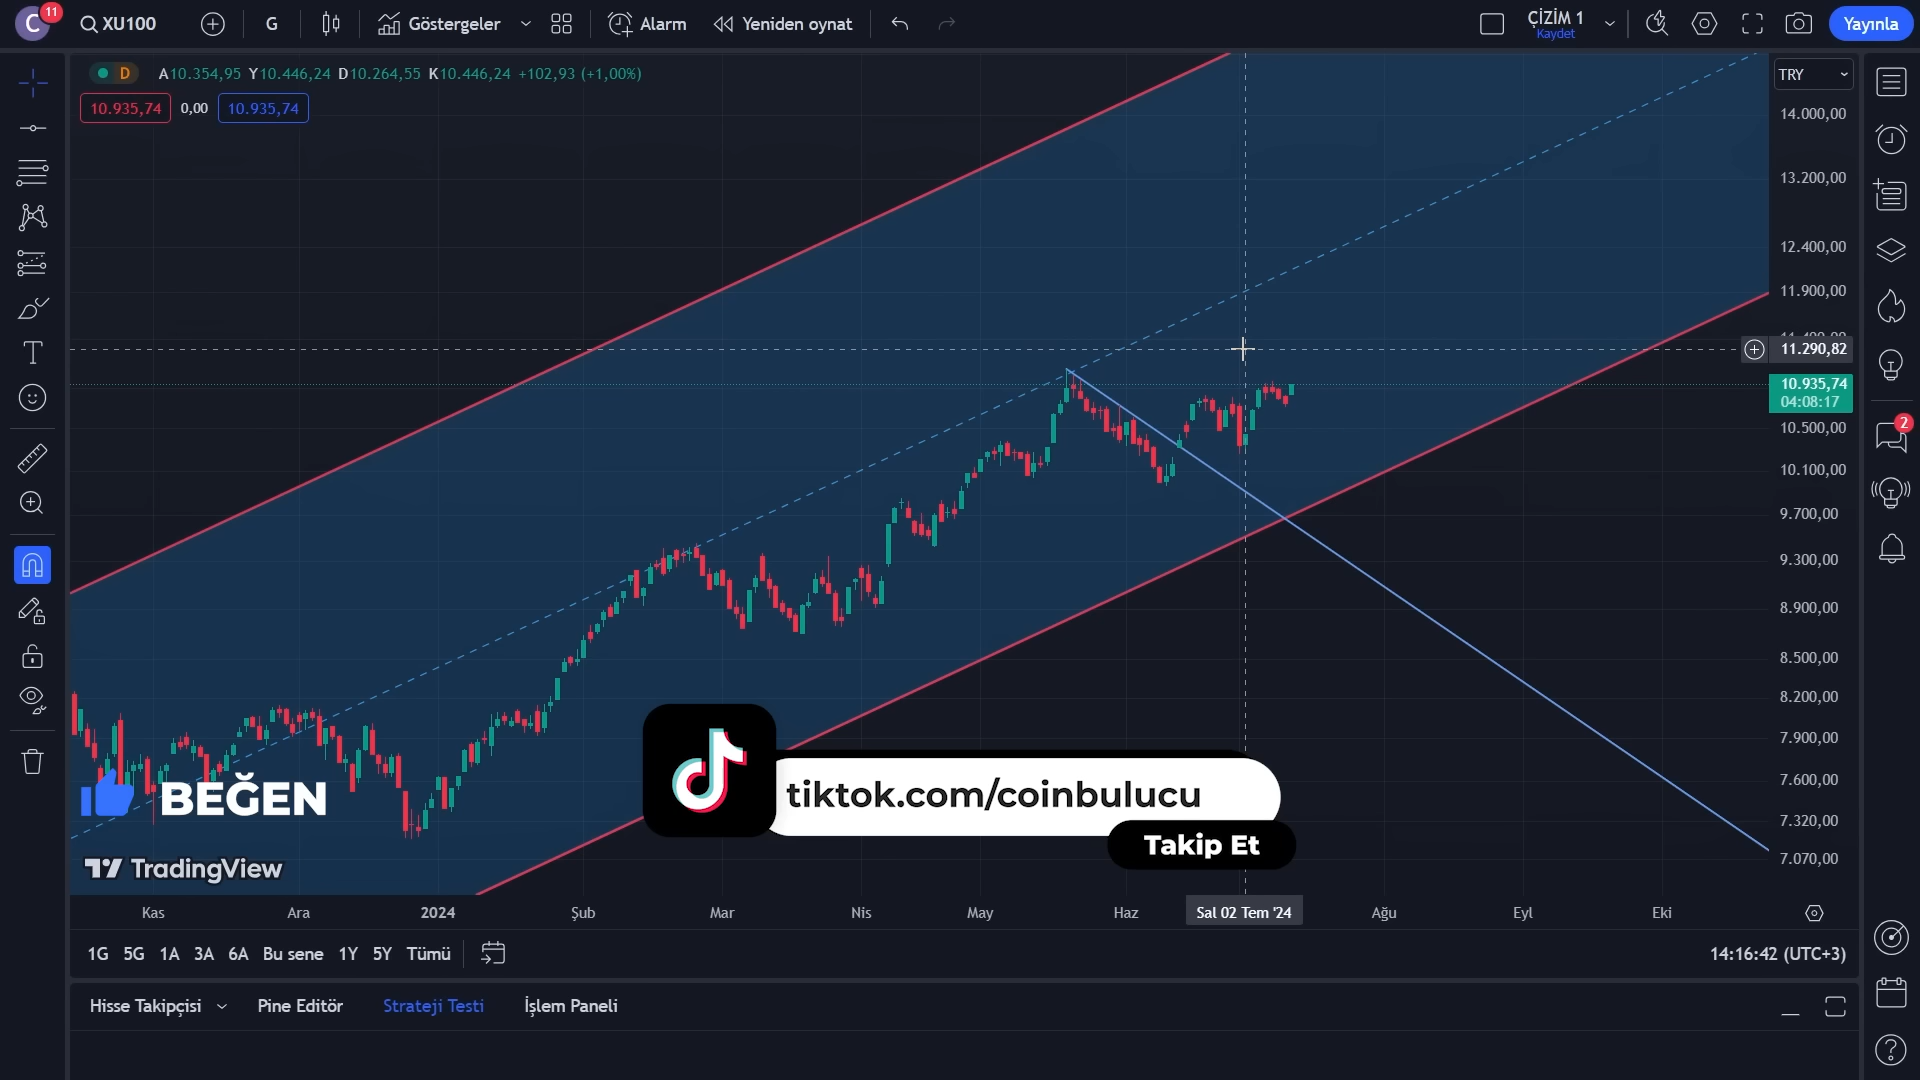 C
11
XU100
G
Göstergeler
Alarm
Yeniden oynat
ÇİZİM 1
Kaydet
Yayınla
D A10.354,95 Y10.446,24 D10.264,55 K10.446,24 +102,93 (+1,00%)
10.935,74 0,00 10.935,74
TRY
14.000,00
13.200,00
12.400,00
11.900,00
11.290,82
10.935,74
04:08:17
10.500,00
10.100,00
9.700,00
9.300,00
8.900,00
8.500,00
8.200,00
7.900,00
7.600,00
7.320,00
7.070,00
2
BEĞEN
tiktok.com/coinbulucu
Takip Et
TradingView
Kas Ara 2024 Şub Mar Nis May Haz Sal 02 Tem '24 Ağu Eyl Eki
1G 5G 1A 3A 6A Bu sene 1Y 5Y Tümü
14:16:42 (UTC+3)
Hisse Takipçisi Pine Editör Strateji Testi İşlem Paneli